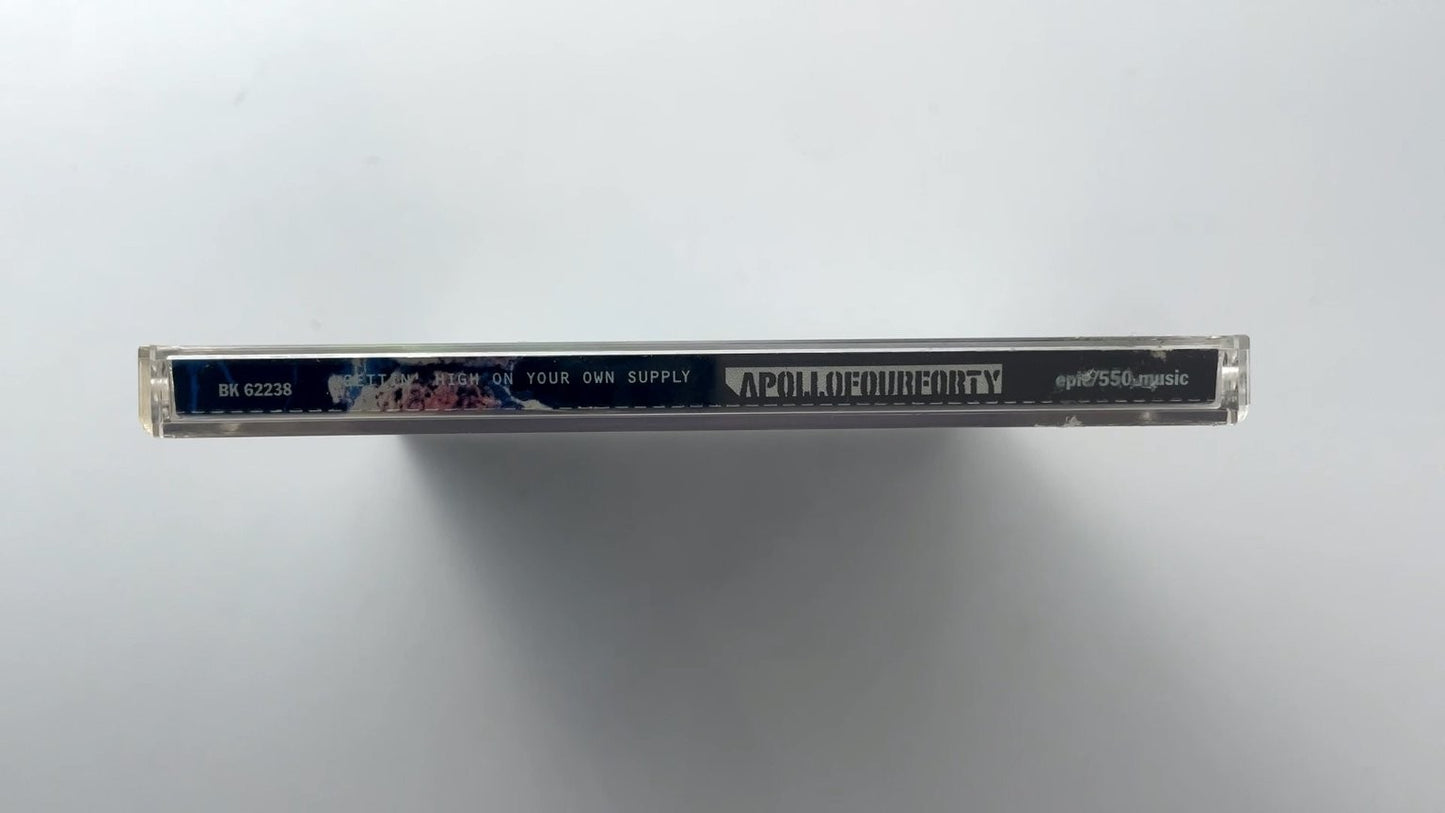 BK 62238 GETTIN' HIGH ON YOUR OWN SUPPLY APOLLOFOURFORTY epic/550 music